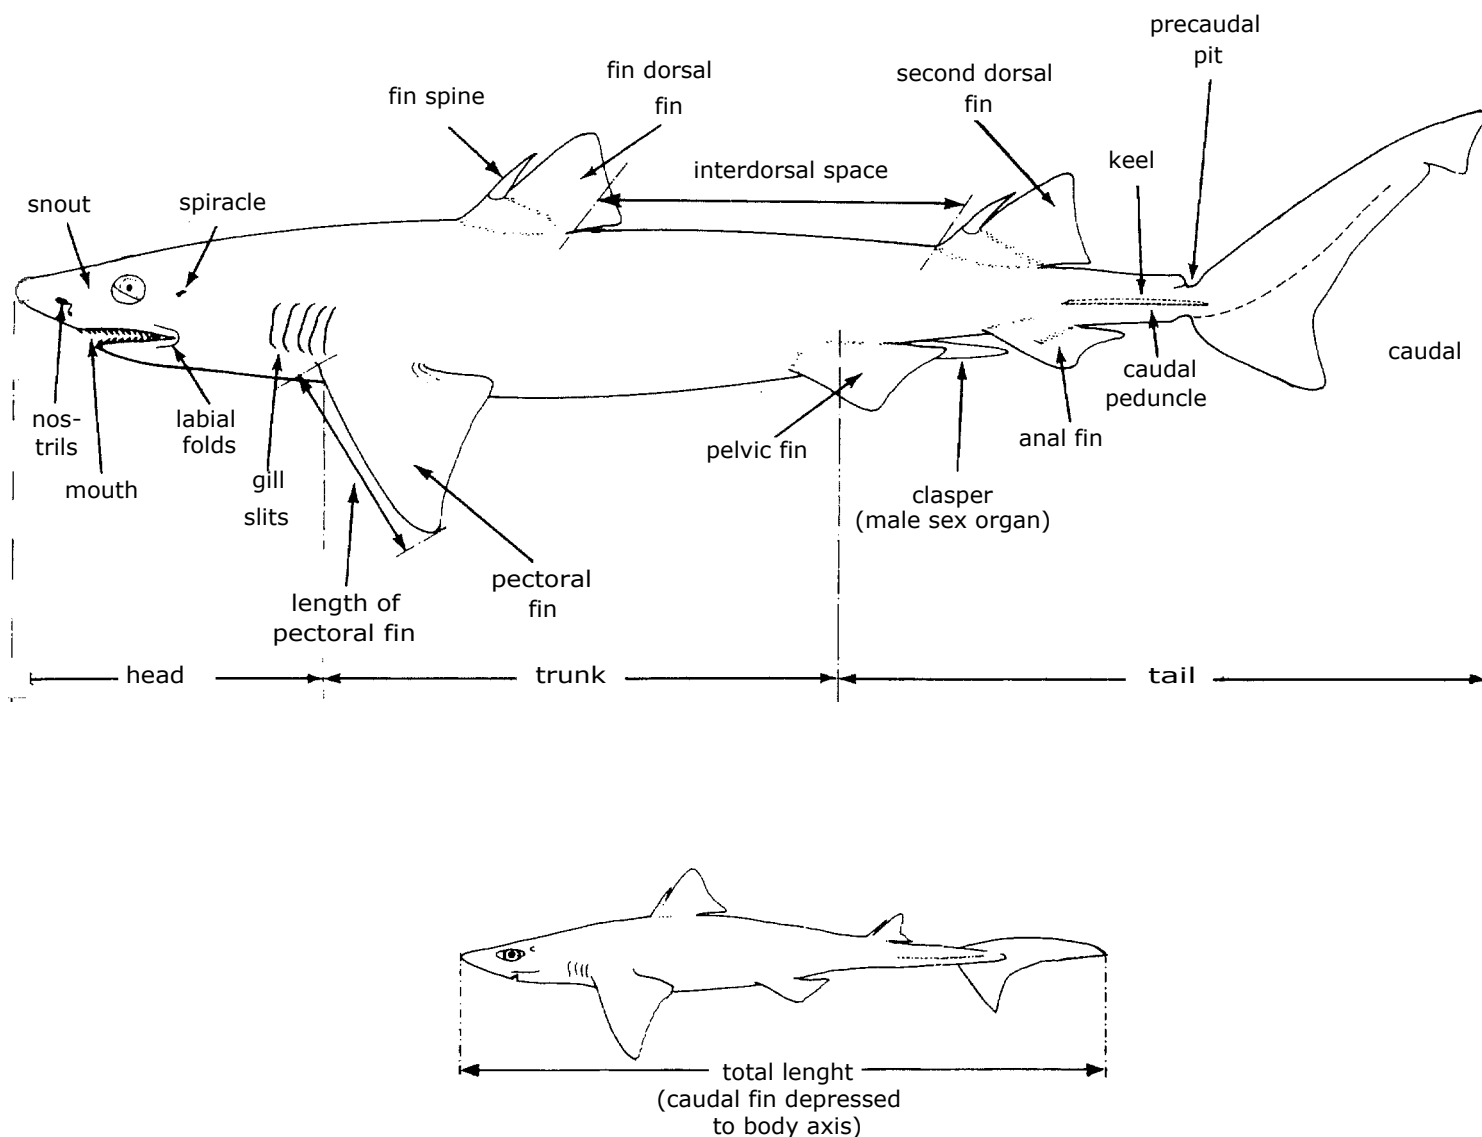 precaudal
pit
fin dorsal
fin
second dorsal
fin
fin spine
keel
interdorsal space
snout
spiracle
caudal
caudal
peduncle
nos-
trils
labial
folds
anal fin
pelvic fin
mouth
gill
slits
clasper
(male sex organ)
pectoral
fin
length of
pectoral fin
head
trunk
tail
total lenght
(caudal fin depressed
to body axis)